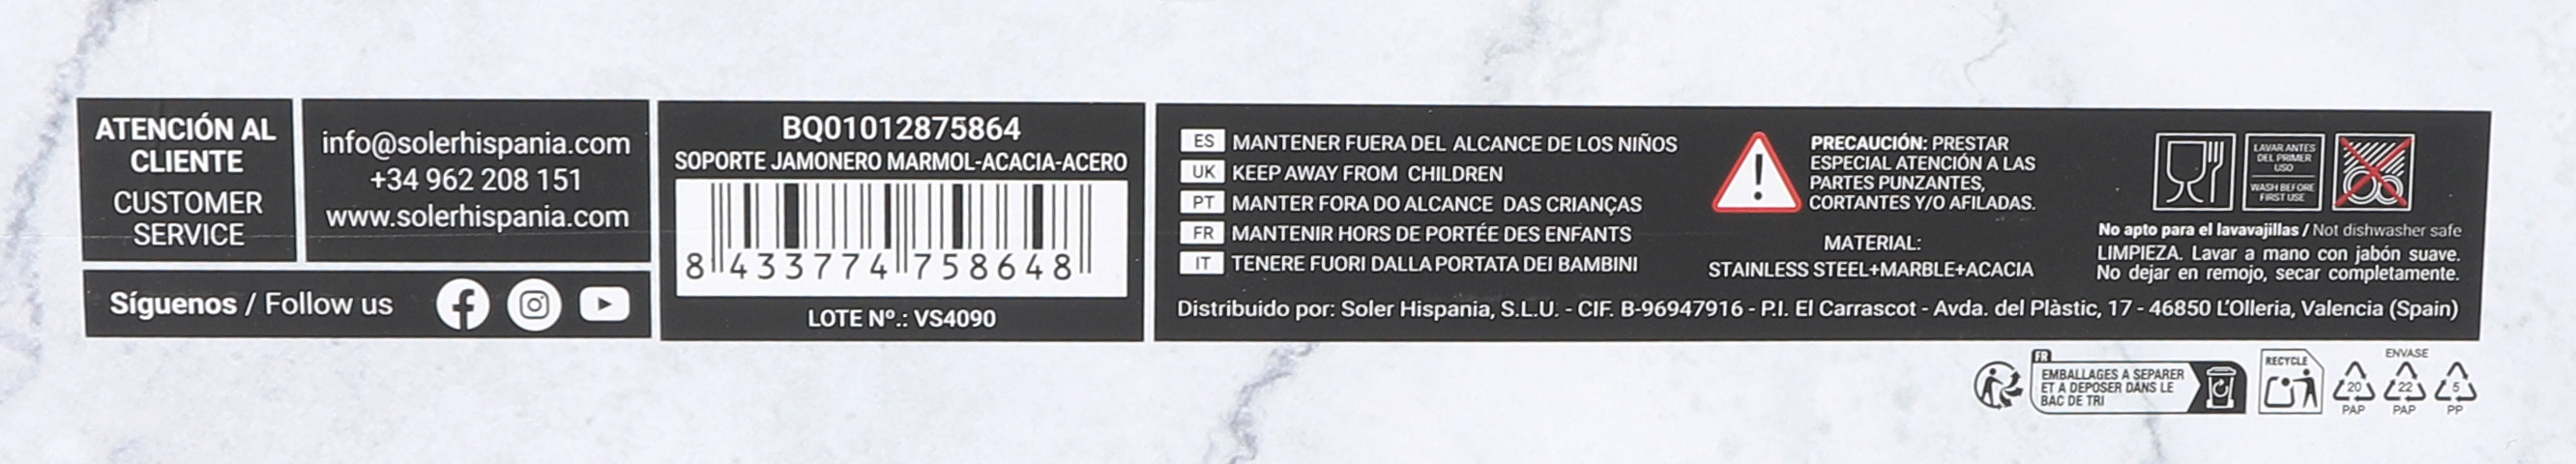 ATENCIÓN AL
CLIENTE
CUSTOMER
SERVICE
info@solerhispania.com
+34 962 208 151
www.solerhispania.com
Síguenos / Follow us
BQ01012875864
SOPORTE JAMONERO MARMOL-ACACIA-ACERO
8 433774 758648
LOTE Nº.: VS4090
ES MANTENER FUERA DEL ALCANCE DE LOS NIÑOS
UK KEEP AWAY FROM CHILDREN
PT MANTER FORA DO ALCANCE DAS CRIANÇAS
FR MANTENIR HORS DE PORTÉE DES ENFANTS
IT TENERE FUORI DALLA PORTATA DEI BAMBINI
PRECAUCIÓN: PRESTAR
ESPECIAL ATENCIÓN A LAS
PARTES PUNZANTES,
CORTANTES Y/O AFILADAS.
MATERIAL:
STAINLESS STEEL+MARBLE+ACACIA
LAVAR ANTES
DEL PRIMER
USO
WASH BEFORE
FIRST USE
No apto para el lavavajillas / Not dishwasher safe
LIMPIEZA. Lavar a mano con jabón suave.
No dejar en remojo, secar completamente.
Distribuido por: Soler Hispania, S.L.U. - CIF. B-96947916 - P.I. El Carrascot - Avda. del Plàstic, 17 - 46850 L'Olleria, Valencia (Spain)
FR
EMBALLAGES A SEPARER
ET A DEPOSER DANS LE
BAC DE TRI
RECYCLE
ENVASE
20 22 5
PAP PAP PP